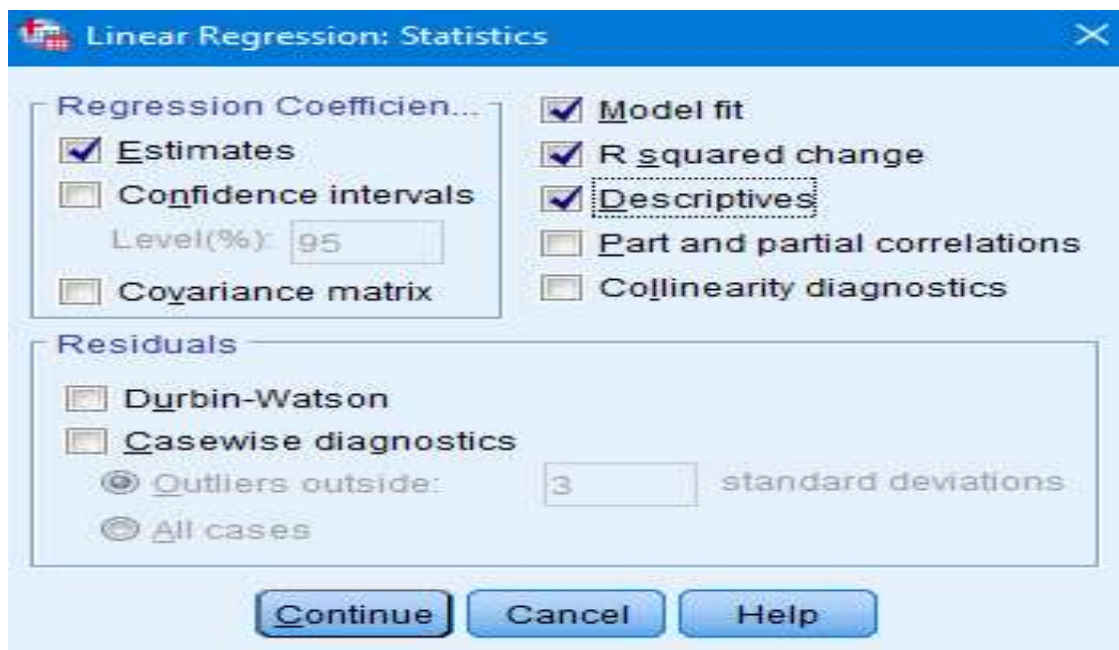 Linear Regression: Statistics
Regression Coefficien...
Estimates
Confidence intervals
Level(%): 95
Covariance matrix
Model fit
R squared change
Descriptives
Part and partial correlations
Collinearity diagnostics
Residuals
Durbin-Watson
Casewise diagnostics
Outliers outside: 3 standard deviations
All cases
Continue Cancel Help